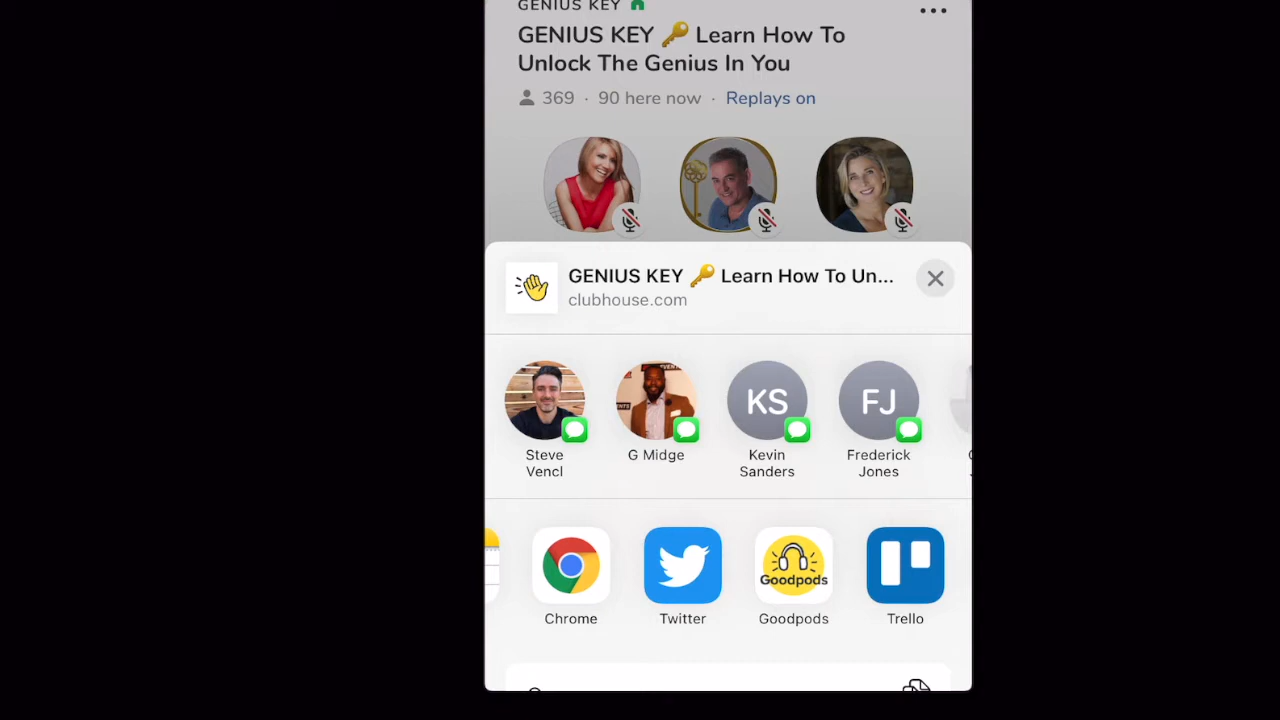 GENIUS KEY
GENIUS KEY 🔑 Learn How To
Unlock The Genius In You
369 · 90 here now · Replays on
GENIUS KEY 🔑 Learn How To Un...
clubhouse.com
KS
FJ
Steve
Vencl
G Midge
Kevin
Sanders
Frederick
Jones
Goodpods
Chrome
Twitter
Goodpods
Trello